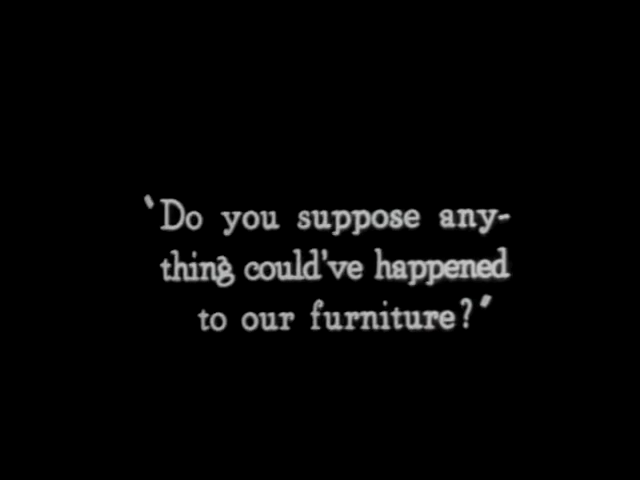 "Do you suppose any-
thing could've happened
to our furniture?"